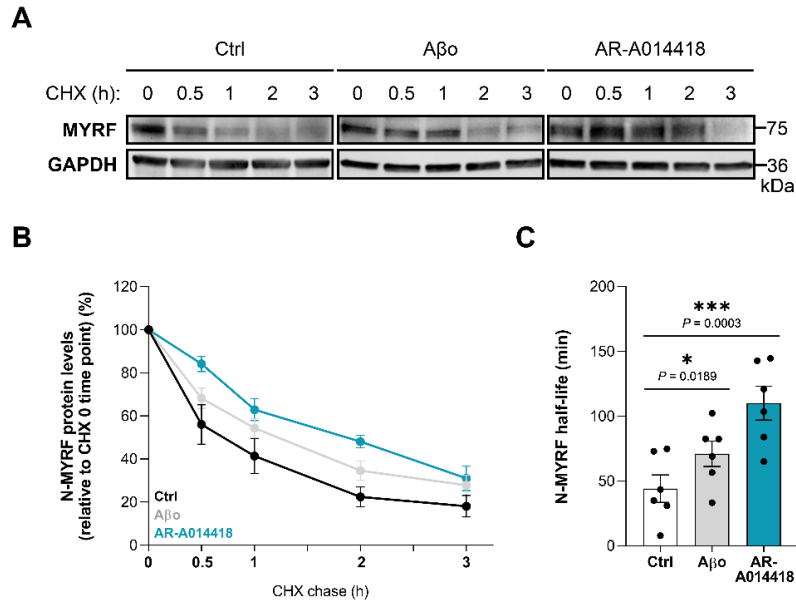 A
Ctrl Aβo AR-A014418
CHX (h): 0 0.5 1 2 3 0 0.5 1 2 3 0 0.5 1 2 3
MYRF 75
GAPDH 36
kDa
B
N-MYRF protein levels
(relative to CHX 0 time point) (%)
120
100
80
60
40
20
0
Ctrl
Aβo
AR-A014418
0 0.5 1 2 3
CHX chase (h)
C
N-MYRF half-life (min)
200
150
100
50
0
***
P = 0.0003
*
P = 0.0189
Ctrl Aβo AR-
A014418